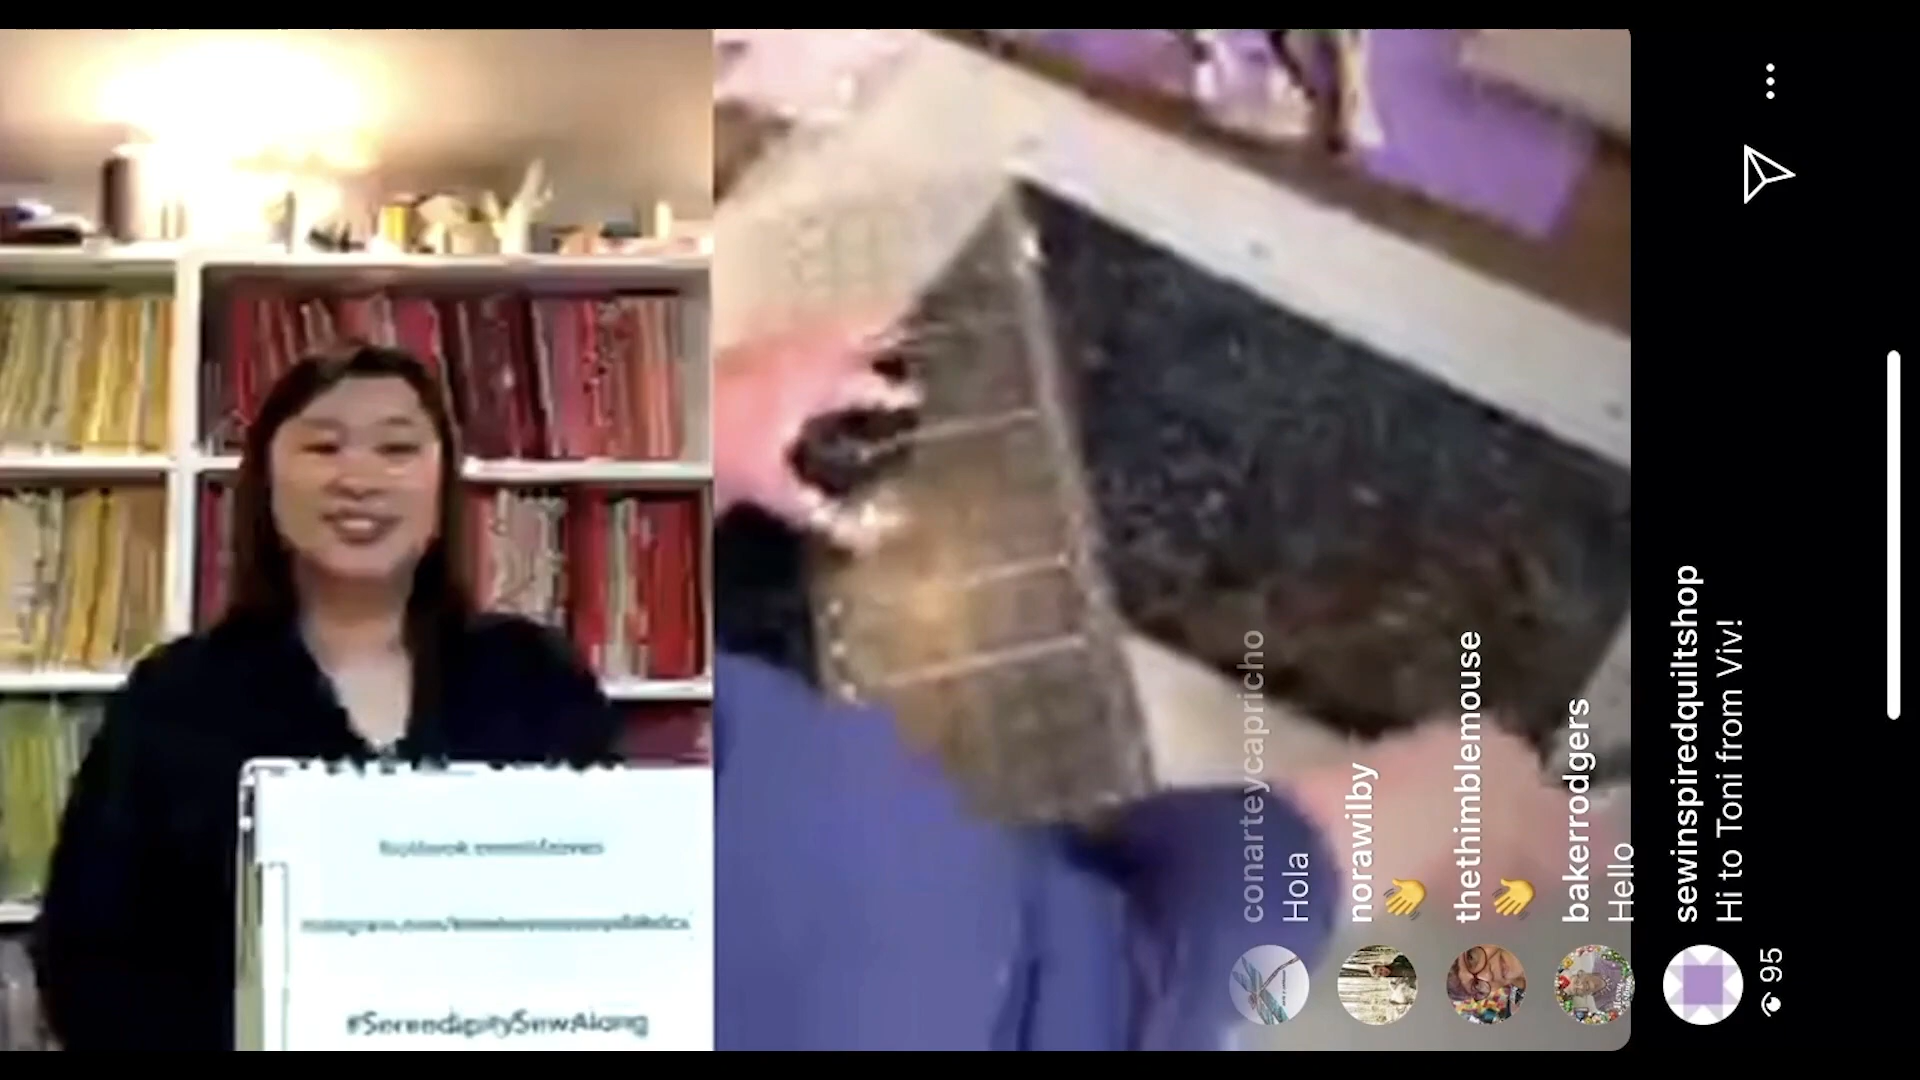 #SerendipitySewAlong
conarteycapricho
Hola
norawilby
👋
thethimblemouse
👋
bakerrodgers
Hello
sewinspiredquiltshop
Hi to Toni from Viv!
95